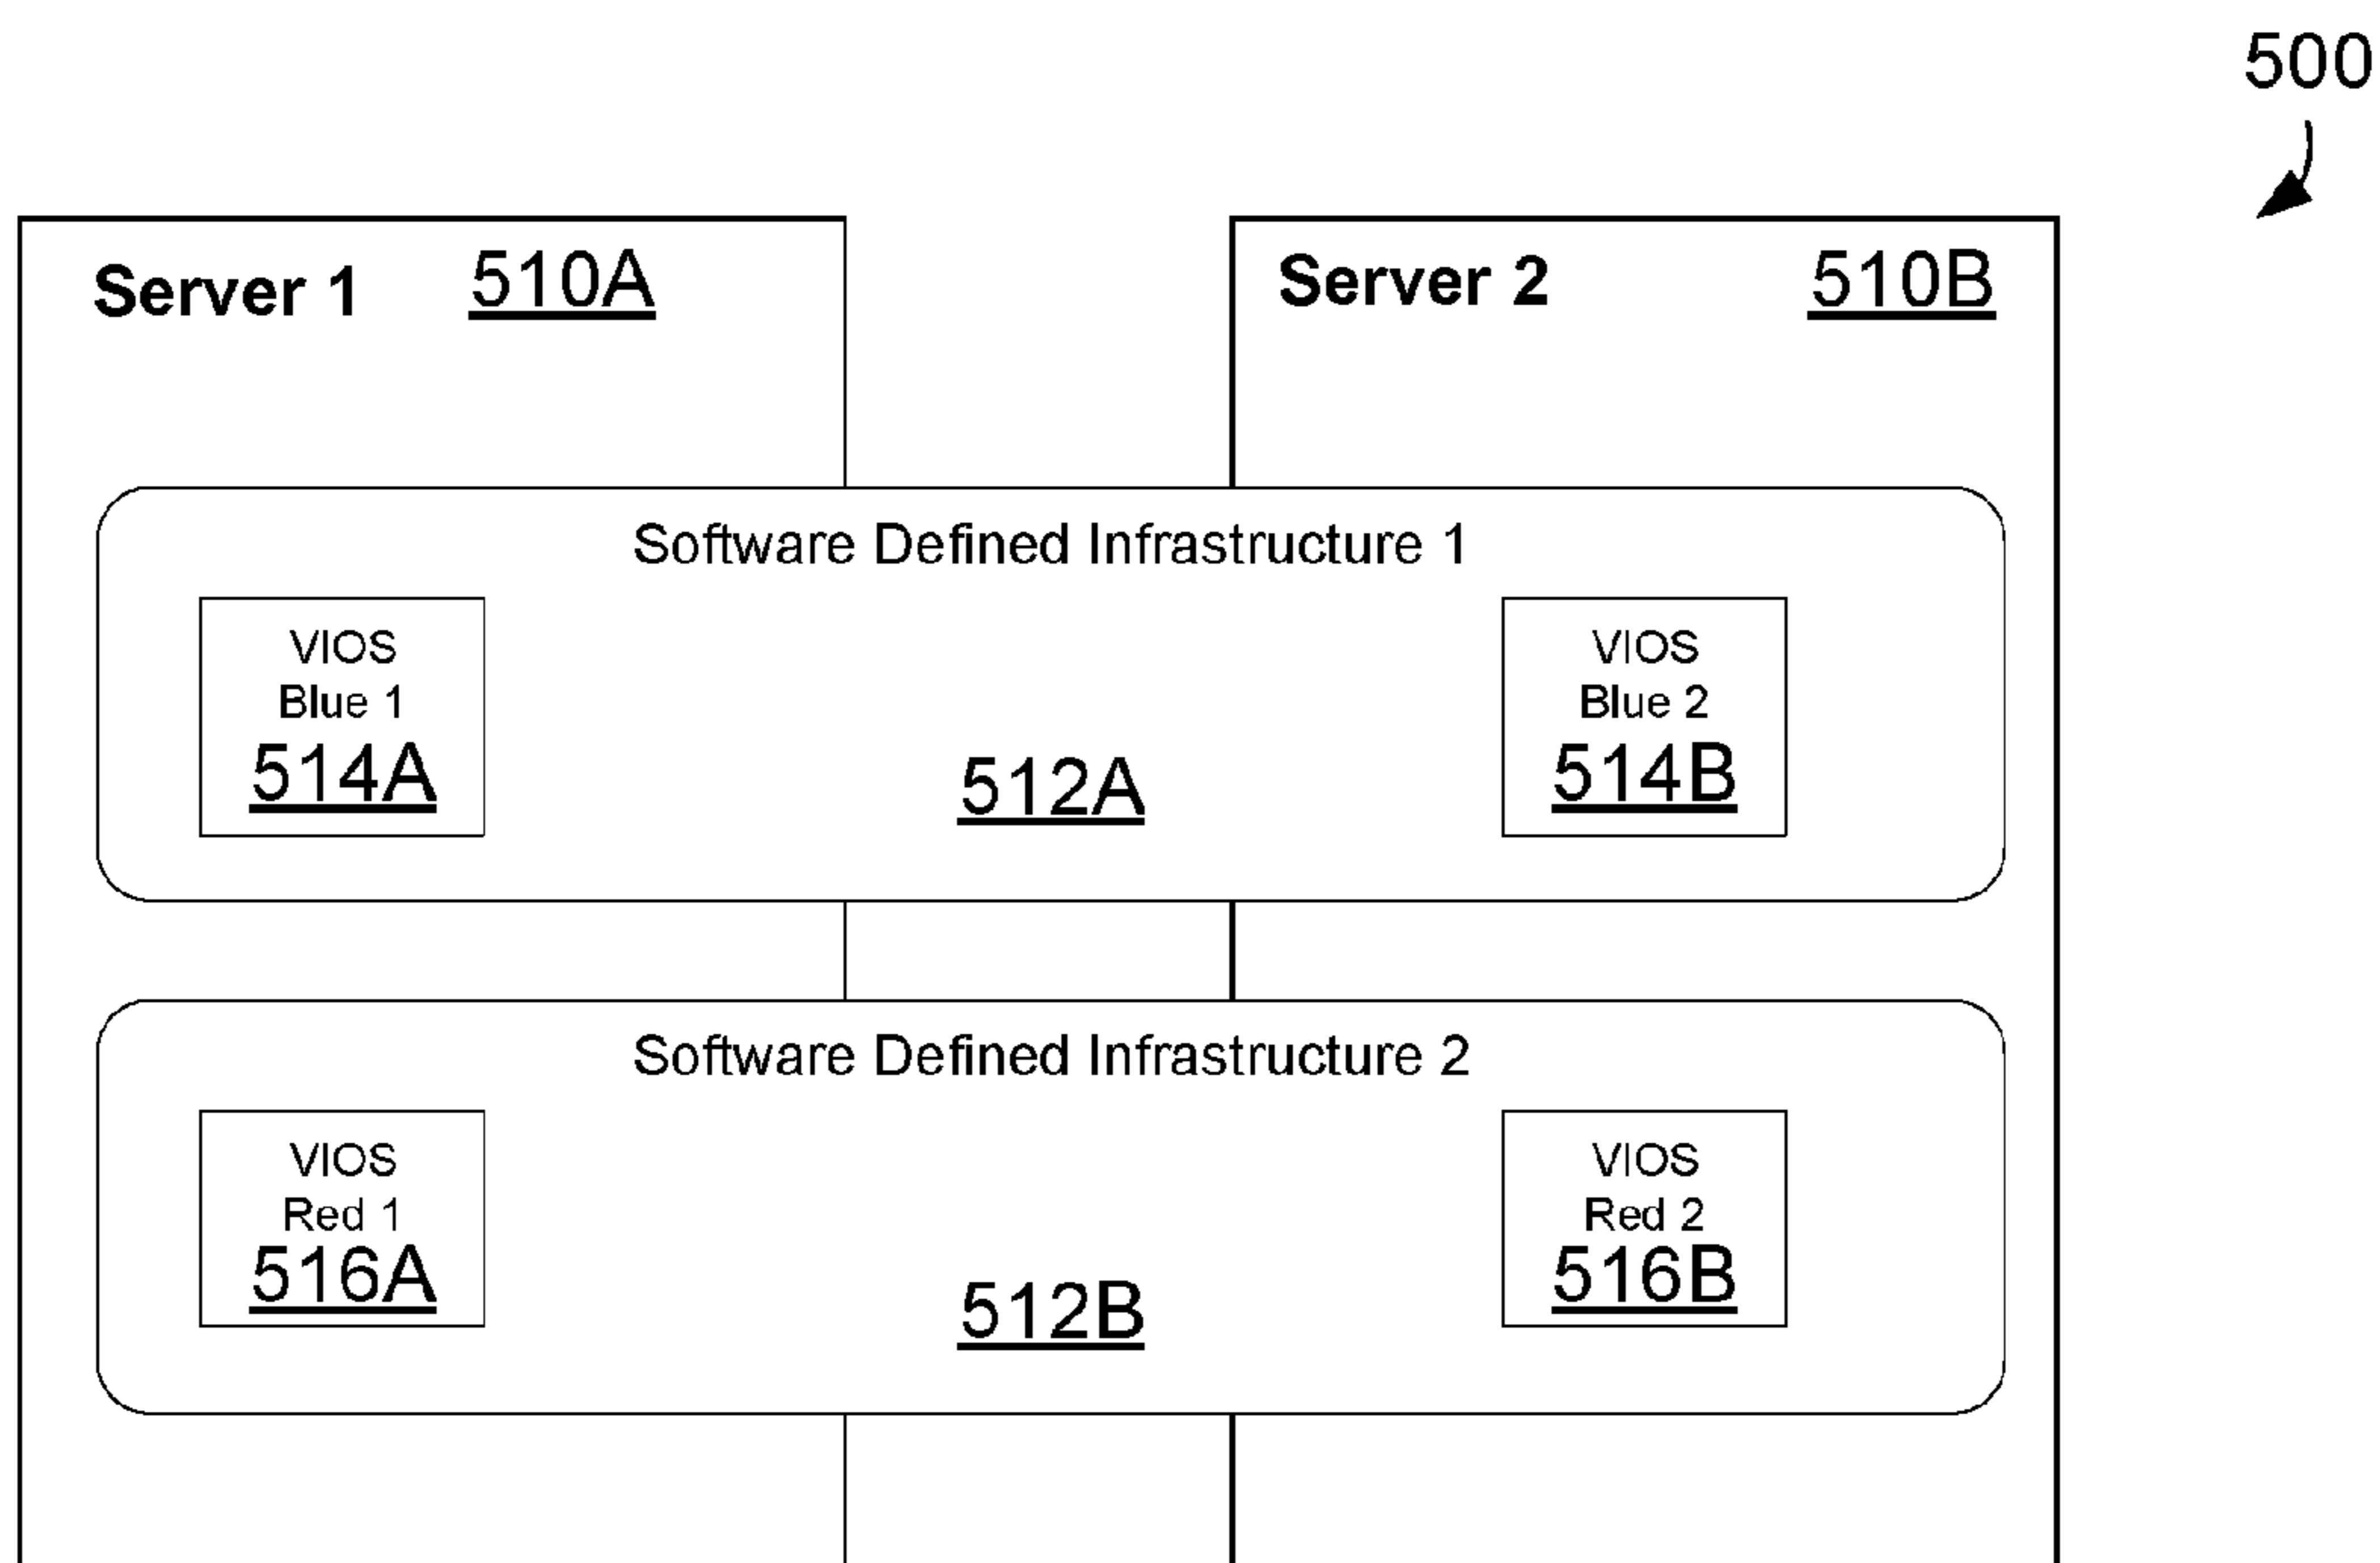 500
Server 1 510A
Server 2 510B
Software Defined Infrastructure 1
VIOS
Blue 1
514A
512A
VIOS
Blue 2
514B
Software Defined Infrastructure 2
VIOS
Red 1
516A
512B
VIOS
Red 2
516B